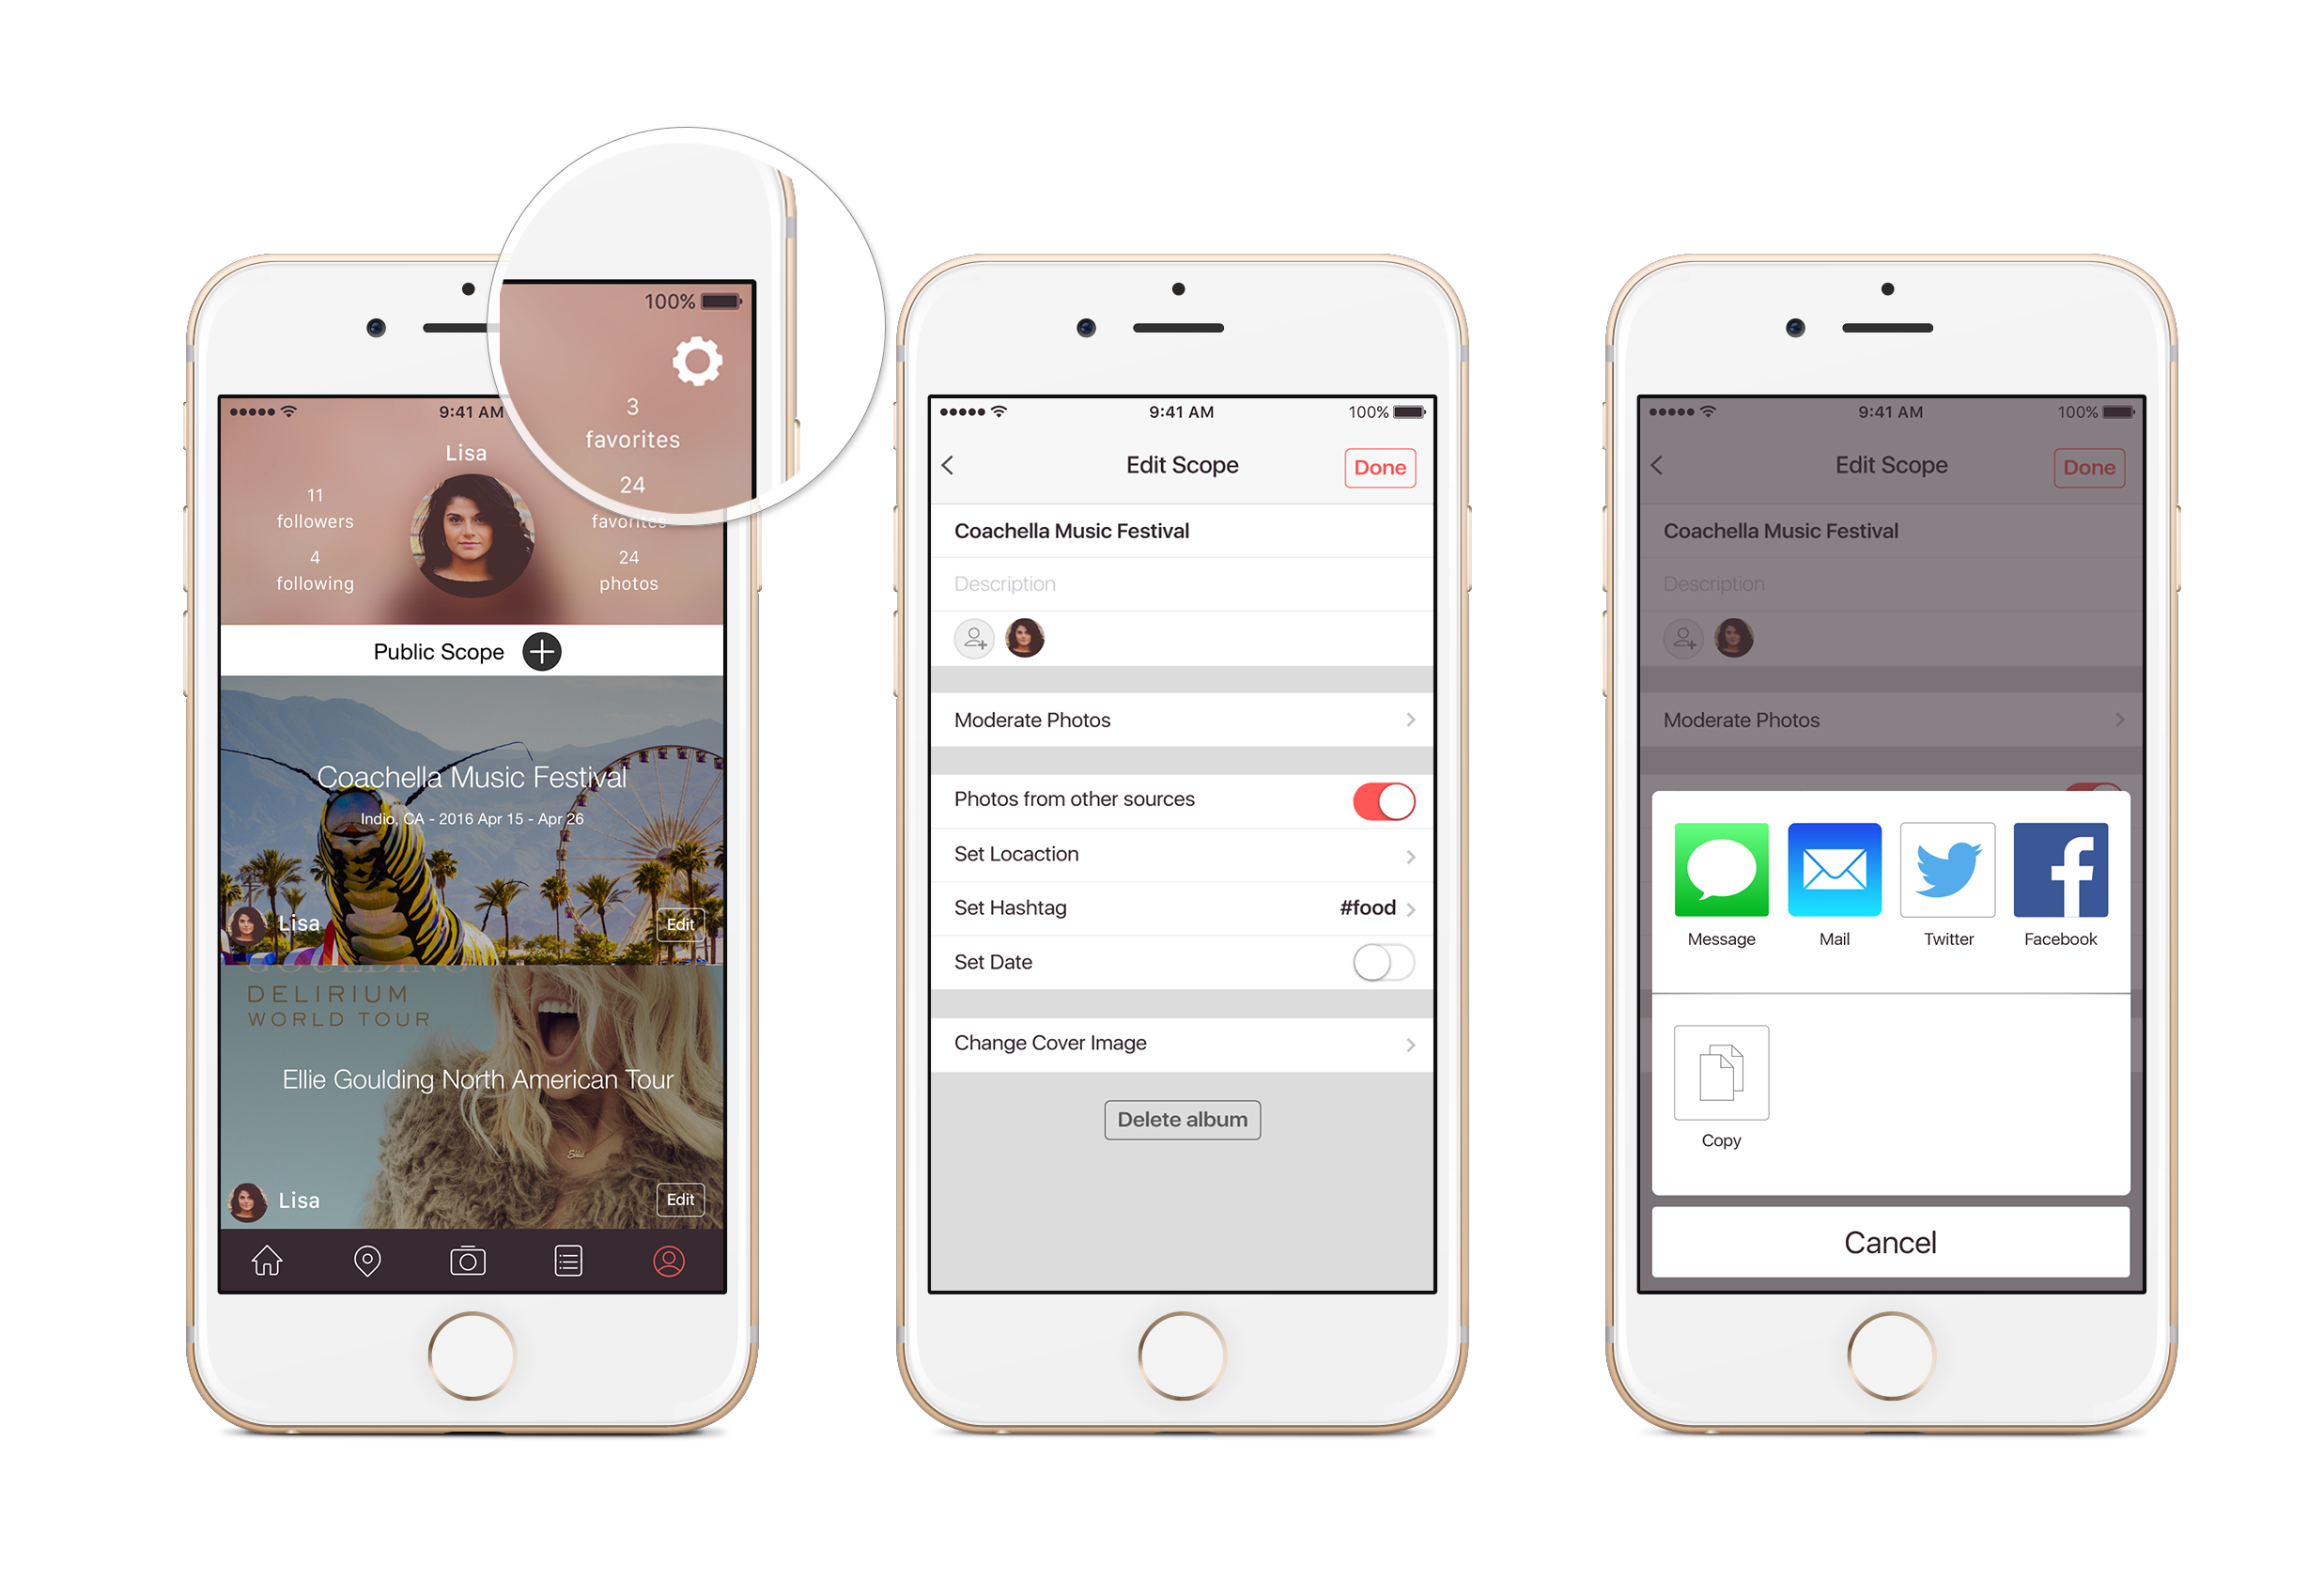 100%
3
favorites
24
9:41 AM
Lisa
11
followers
favorites
4
following
24
photos
Public Scope
Coachella Music Festival
Indio, CA - 2016 Apr 15 - Apr 26
Lisa
Edit
GOULDING
DELIRIUM
WORLD TOUR
Ellie Goulding North American Tour
Ellie
Lisa
Edit
9:41 AM
100%
Edit Scope
Done
Coachella Music Festival
Description
Moderate Photos
Photos from other sources
Set Locaction
Set Hashtag
#food
Set Date
Change Cover Image
Delete album
9:41 AM
100%
Edit Scope
Done
Coachella Music Festival
Description
Moderate Photos
Message
Mail
Twitter
Facebook
Copy
Cancel